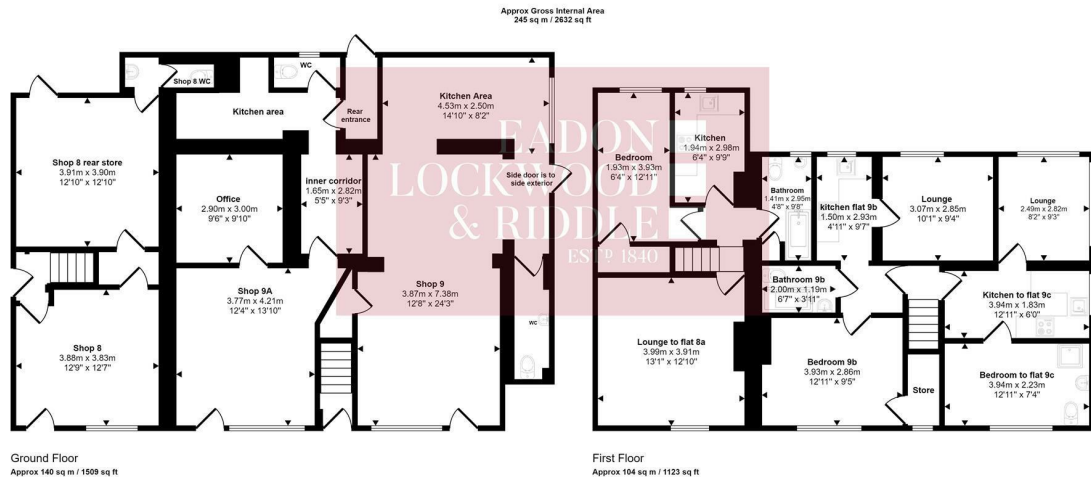 Approx Gross Internal Area
245 sq m / 2632 sq ft
Shop 8 WC
WC
Kitchen area
Rear
entrance
Kitchen Area
4.53m x 2.50m
14'10" x 8'2"
Shop 8 rear store
3.91m x 3.90m
12'10" x 12'10"
Office
2.90m x 3.00m
9'6" x 9'10"
inner corridor
1.65m x 2.82m
5'5" x 9'3"
Side door is to
side exterior
Shop 9A
3.77m x 4.21m
12'4" x 13'10"
Shop 9
3.87m x 7.38m
12'8" x 24'3"
Shop 8
3.88m x 3.83m
12'9" x 12'7"
WC
Ground Floor
Approx 140 sq m / 1509 sq ft
EADON
LOCKWOOD
& RIDDLE
ESTD 1840
Bedroom
1.93m x 3.93m
6'4" x 12'11"
Kitchen
1.94m x 2.98m
6'4" x 9'9"
Bathroom
1.41m x 2.95m
4'8" x 9'8"
kitchen flat 9b
1.50m x 2.93m
4'11" x 9'7"
Lounge
3.07m x 2.85m
10'1" x 9'4"
Lounge
2.49m x 2.82m
8'2" x 9'3"
Bathroom 9b
2.00m x 1.19m
6'7" x 3'11"
Kitchen to flat 9c
3.94m x 1.83m
12'11" x 6'0"
Lounge to flat 8a
3.99m x 3.91m
13'1" x 12'10"
Bedroom 9b
3.93m x 2.86m
12'11" x 9'5"
Store
Bedroom to flat 9c
3.94m x 2.23m
12'11" x 7'4"
First Floor
Approx 104 sq m / 1123 sq ft